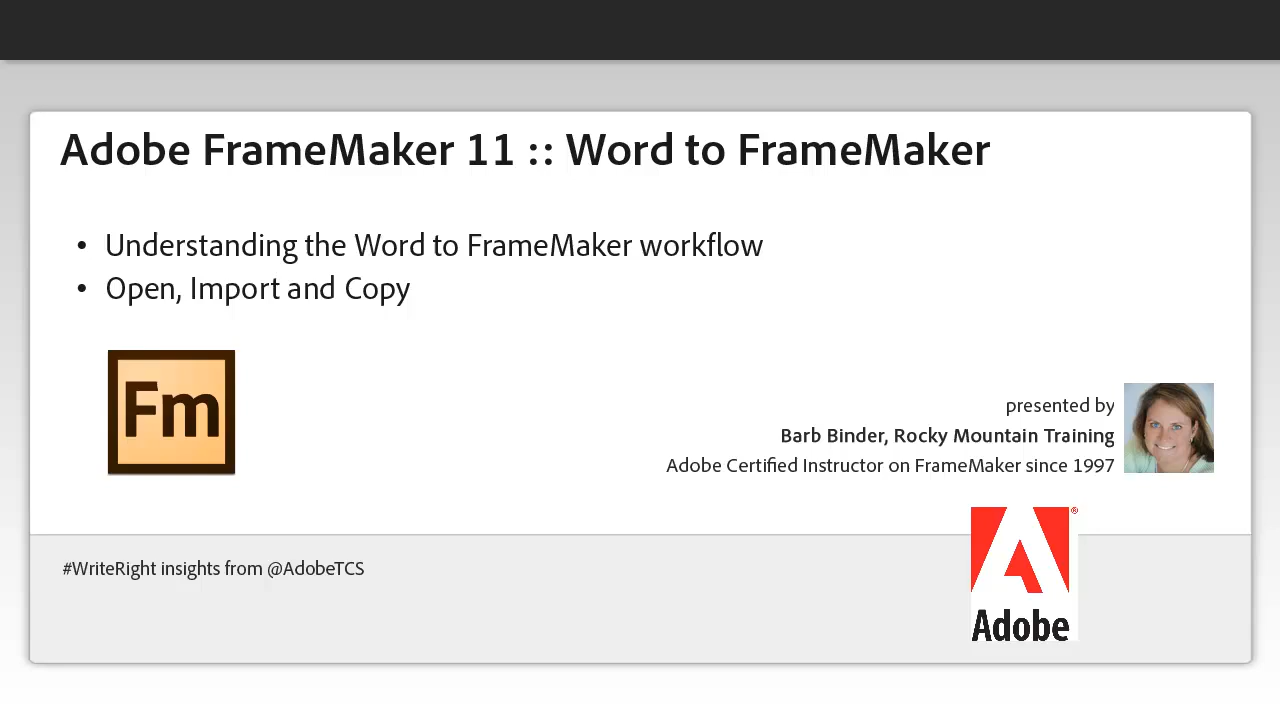 Adobe FrameMaker 11 :: Word to FrameMaker
• Understanding the Word to FrameMaker workflow
• Open, Import and Copy
Fm
presented by
Barb Binder, Rocky Mountain Training
Adobe Certified Instructor on FrameMaker since 1997
#WriteRight insights from @AdobeTCS
®
Adobe